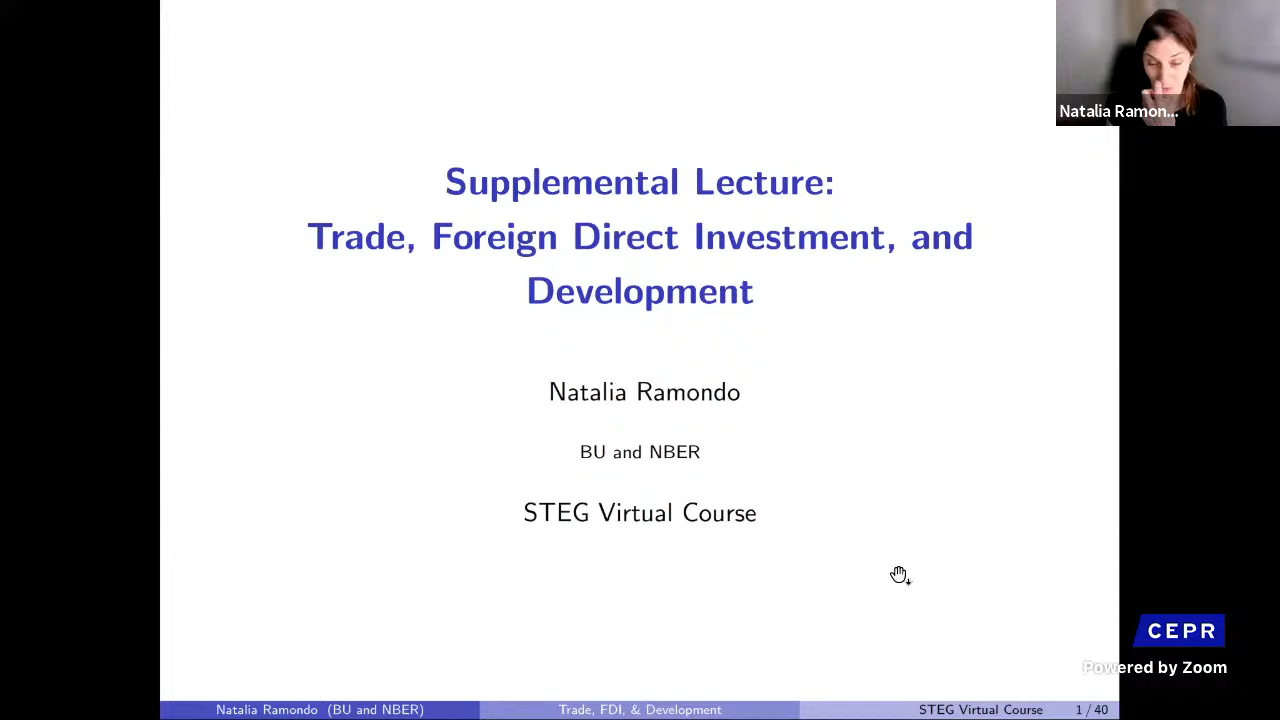 Natalia Ramon...
Supplemental Lecture:
Trade, Foreign Direct Investment, and
Development
Natalia Ramondo
BU and NBER
STEG Virtual Course
CEPR
Powered by Zoom
Natalia Ramondo (BU and NBER)
Trade, FDI, & Development
STEG Virtual Course
1 / 40